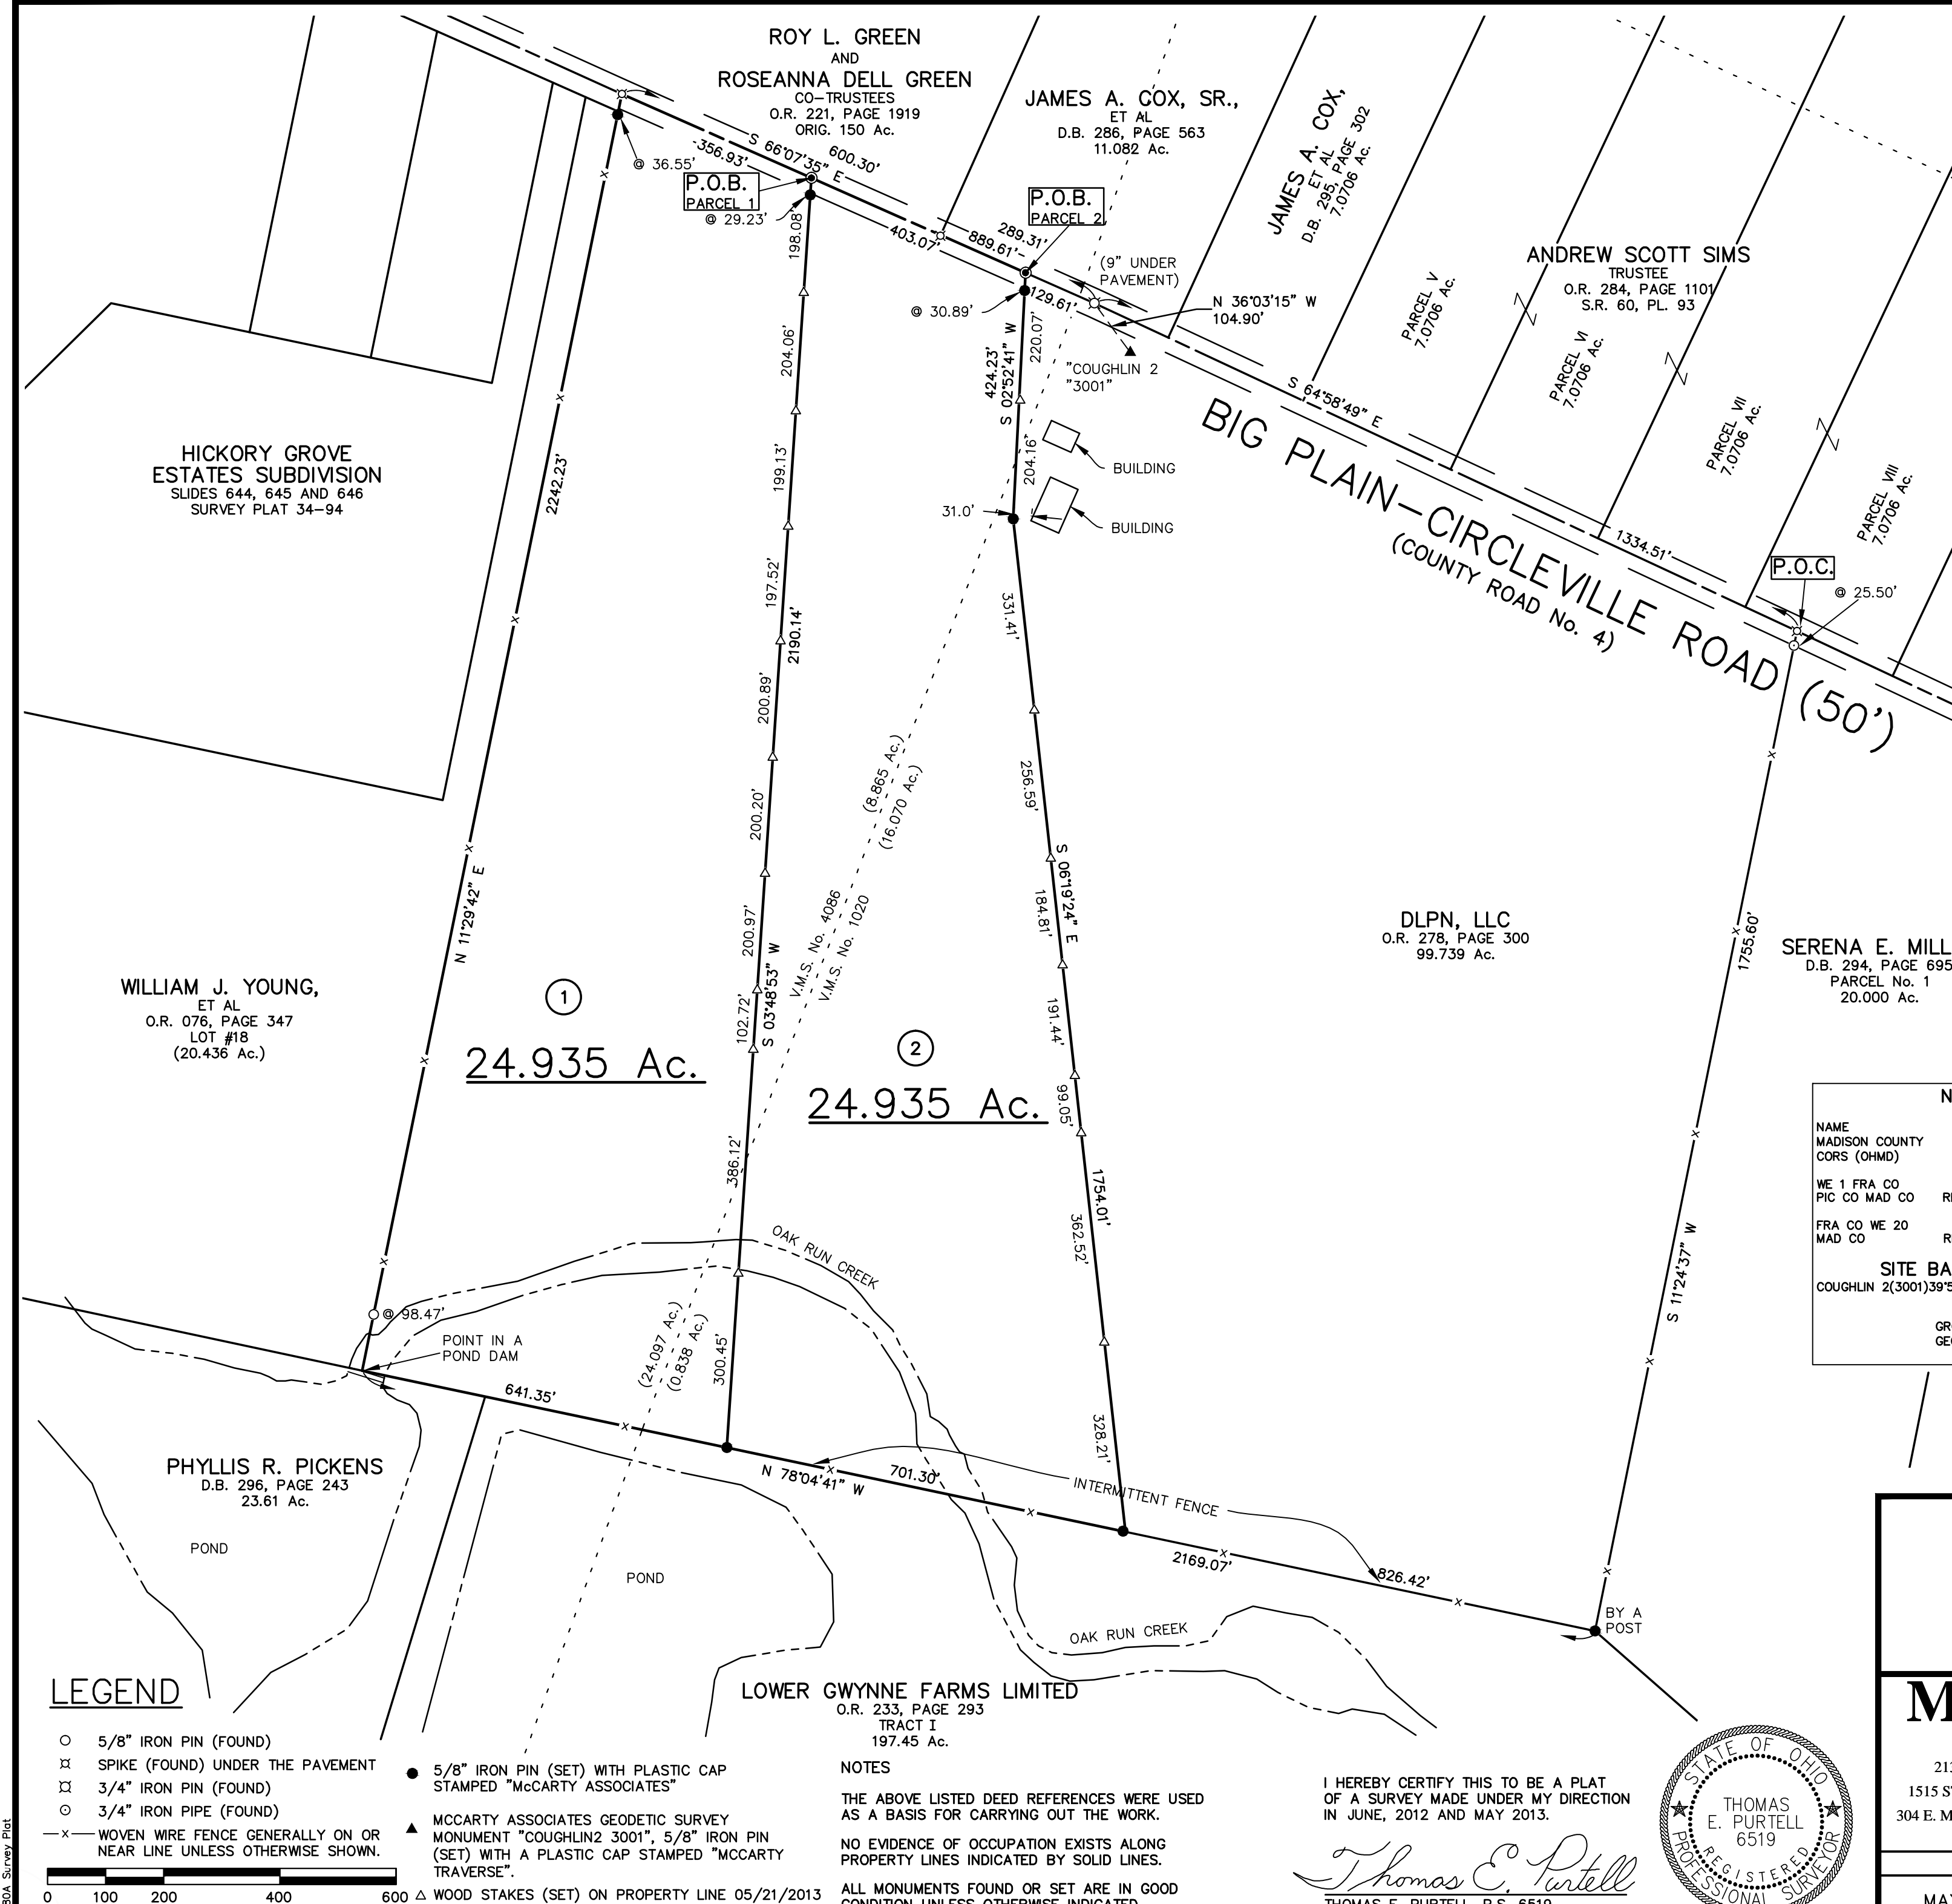 ROY L. GREEN
AND
ROSEANNA DELL GREEN
CO-TRUSTEES
O.R. 221, PAGE 1919
ORIG. 150 Ac.
JAMES A. COX, SR.,
ET AL
D.B. 286, PAGE 563
11.082 Ac.
JAMES A. COX,
ET AL
D.B. 295, PAGE 302
7.0706 Ac.
ANDREW SCOTT SIMS
TRUSTEE
O.R. 284, PAGE 1101
S.R. 60, PL. 93
PARCEL V
7.0706 Ac.
PARCEL VI
7.0706 Ac.
PARCEL VII
7.0706 Ac.
PARCEL VIII
7.0706 Ac.
S 66°07'35" E
600.30'
356.93'
@ 36.55'
P.O.B.
PARCEL 1
@ 29.23'
403.07'
889.61'
289.31'
P.O.B.
PARCEL 2
(9" UNDER
PAVEMENT)
129.61'
N 36°03'15" W
104.90'
@ 30.89'
"COUGHLIN 2
"3001"
S 64°58'49" E
1334.51'
BIG PLAIN-CIRCLEVILLE ROAD (50')
(COUNTY ROAD No. 4)
P.O.C.
@ 25.50'
HICKORY GROVE
ESTATES SUBDIVISION
SLIDES 644, 645 AND 646
SURVEY PLAT 34-94
2242.23'
N 11°29'42" E
198.08'
204.06'
199.13'
197.52'
2190.14'
200.89'
200.20'
200.97'
S 03°48'53" W
102.72'
386.12'
300.45'
424.23'
S 02°52'41" W
220.07'
204.16'
BUILDING
BUILDING
31.0'
331.41'
256.59'
S 06°19'24" E
184.81'
191.44'
99.05'
1754.01'
362.52'
328.21'
(8.865 Ac.)
(16.070 Ac.)
V.M.S. No. 4086
V.M.S. No. 1020
(24.097 Ac.)
(0.838 Ac.)
WILLIAM J. YOUNG,
ET AL
O.R. 076, PAGE 347
LOT #18
(20.436 Ac.)
1
24.935 Ac.
2
24.935 Ac.
DLPN, LLC
O.R. 278, PAGE 300
99.739 Ac.
1755.60'
S 11°24'37" W
SERENA E. MILL
D.B. 294, PAGE 695
PARCEL No. 1
20.000 Ac.
N
NAME
MADISON COUNTY
CORS (OHMD)
WE 1 FRA CO
PIC CO MAD CO R
FRA CO WE 20
MAD CO R
SITE BA
COUGHLIN 2(3001)39°5
GR
GE
OAK RUN CREEK
@ 98.47'
POINT IN A
POND DAM
641.35'
N 78°04'41" W
701.30'
INTERMITTENT FENCE
2169.07'
826.42'
BY A
POST
PHYLLIS R. PICKENS
D.B. 296, PAGE 243
23.61 Ac.
POND
POND
OAK RUN CREEK
LOWER GWYNNE FARMS LIMITED
O.R. 233, PAGE 293
TRACT I
197.45 Ac.
LEGEND
5/8" IRON PIN (FOUND)
SPIKE (FOUND) UNDER THE PAVEMENT
3/4" IRON PIN (FOUND)
3/4" IRON PIPE (FOUND)
WOVEN WIRE FENCE GENERALLY ON OR
NEAR LINE UNLESS OTHERWISE SHOWN.
0 100 200 400 600
5/8" IRON PIN (SET) WITH PLASTIC CAP
STAMPED "McCARTY ASSOCIATES"
MCCARTY ASSOCIATES GEODETIC SURVEY
MONUMENT "COUGHLIN2 3001", 5/8" IRON PIN
(SET) WITH A PLASTIC CAP STAMPED "MCCARTY
TRAVERSE".
WOOD STAKES (SET) ON PROPERTY LINE 05/21/2013
NOTES
THE ABOVE LISTED DEED REFERENCES WERE USED
AS A BASIS FOR CARRYING OUT THE WORK.
NO EVIDENCE OF OCCUPATION EXISTS ALONG
PROPERTY LINES INDICATED BY SOLID LINES.
ALL MONUMENTS FOUND OR SET ARE IN GOOD
CONDITION UNLESS OTHERWISE INDICATED
I HEREBY CERTIFY THIS TO BE A PLAT
OF A SURVEY MADE UNDER MY DIRECTION
IN JUNE, 2012 AND MAY 2013.
Thomas E. Purtell
THOMAS E. PURTELL, P.S. 6519
STATE OF OHIO
THOMAS
E. PURTELL
6519
REGISTERED
PROFESSIONAL SURVEYOR
M
213
1515 S
304 E. M
MA
80A Survey Plat